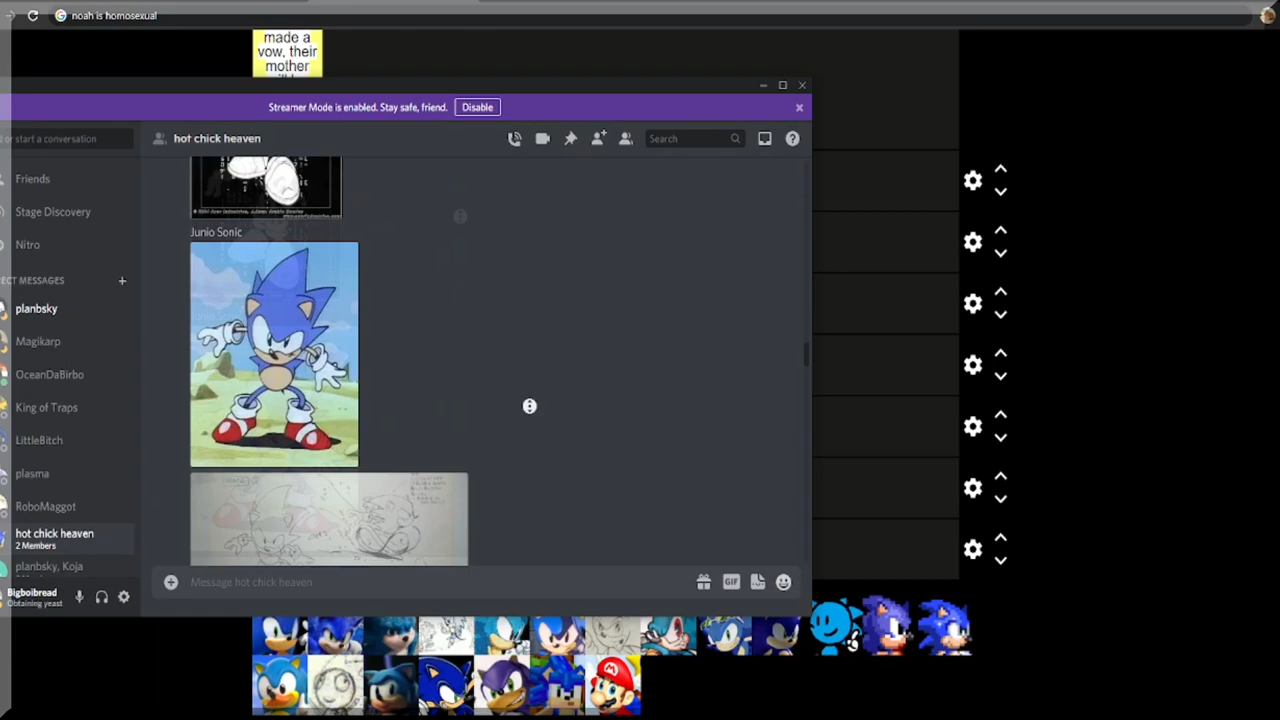 noah is homosexual
made a
vow, their
mother
Streamer Mode is enabled. Stay safe, friend.
Disable
or start a conversation
hot chick heaven
Search
Friends
Stage Discovery
Nitro
ECT MESSAGES
planbsky
Magikarp
OceanDaBirbo
King of Traps
LittleBitch
plasma
RoboMaggot
hot chick heaven
2 Members
planbsky, Koja
Bigboibread
Obtaining yeast
Junio Sonic
Message hot chick heaven
GIF